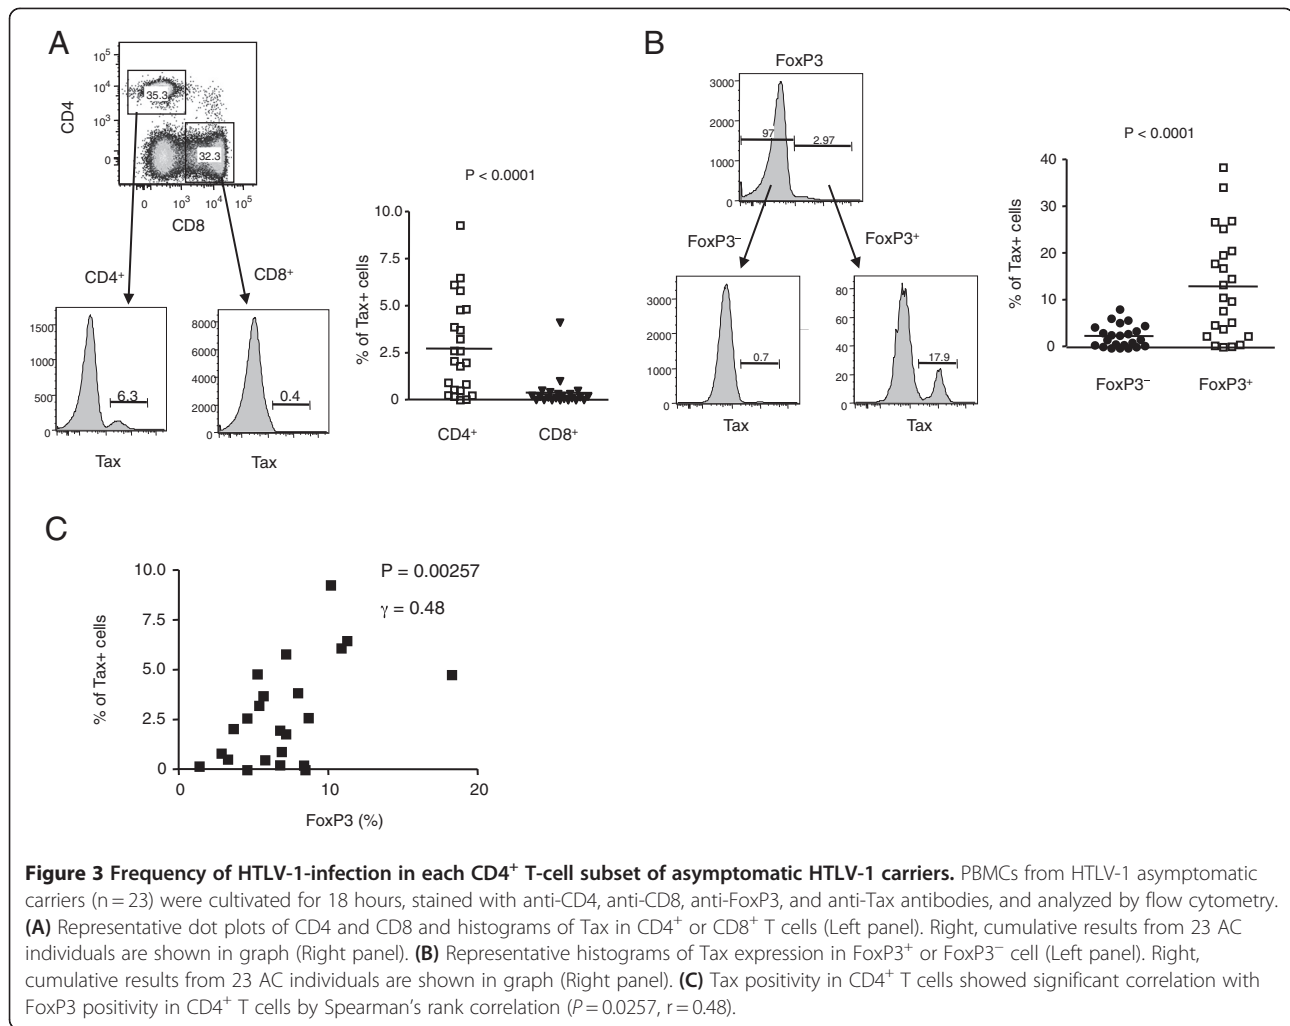 A
CD4
10⁵
10⁴
10³
0
35.3
32.3
0 10³ 10⁴ 10⁵
CD8
CD4⁺
CD8⁺
1500
1000
500
0
6.3
Tax
8000
6000
4000
2000
0
0.4
Tax
P < 0.0001
% of Tax+ cells
10.0
7.5
5.0
2.5
0
CD4⁺ CD8⁺
B
FoxP3
3000
2000
1000
0
97 2.97
FoxP3⁻
FoxP3⁺
3000
2000
1000
0
0.7
Tax
80
60
40
20
0
17.9
Tax
P < 0.0001
% of Tax+ cells
40
30
20
10
0
FoxP3⁻ FoxP3⁺
C
P = 0.00257
γ = 0.48
% of Tax+ cells
10.0
7.5
5.0
2.5
0
0 10 20
FoxP3 (%)
Figure 3 Frequency of HTLV-1-infection in each CD4⁺ T-cell subset of asymptomatic HTLV-1 carriers. PBMCs from HTLV-1 asymptomatic
carriers (n = 23) were cultivated for 18 hours, stained with anti-CD4, anti-CD8, anti-FoxP3, and anti-Tax antibodies, and analyzed by flow cytometry.
(A) Representative dot plots of CD4 and CD8 and histograms of Tax in CD4⁺ or CD8⁺ T cells (Left panel). Right, cumulative results from 23 AC
individuals are shown in graph (Right panel). (B) Representative histograms of Tax expression in FoxP3⁺ or FoxP3⁻ cell (Left panel). Right,
cumulative results from 23 AC individuals are shown in graph (Right panel). (C) Tax positivity in CD4⁺ T cells showed significant correlation with
FoxP3 positivity in CD4⁺ T cells by Spearman's rank correlation (P = 0.0257, r = 0.48).